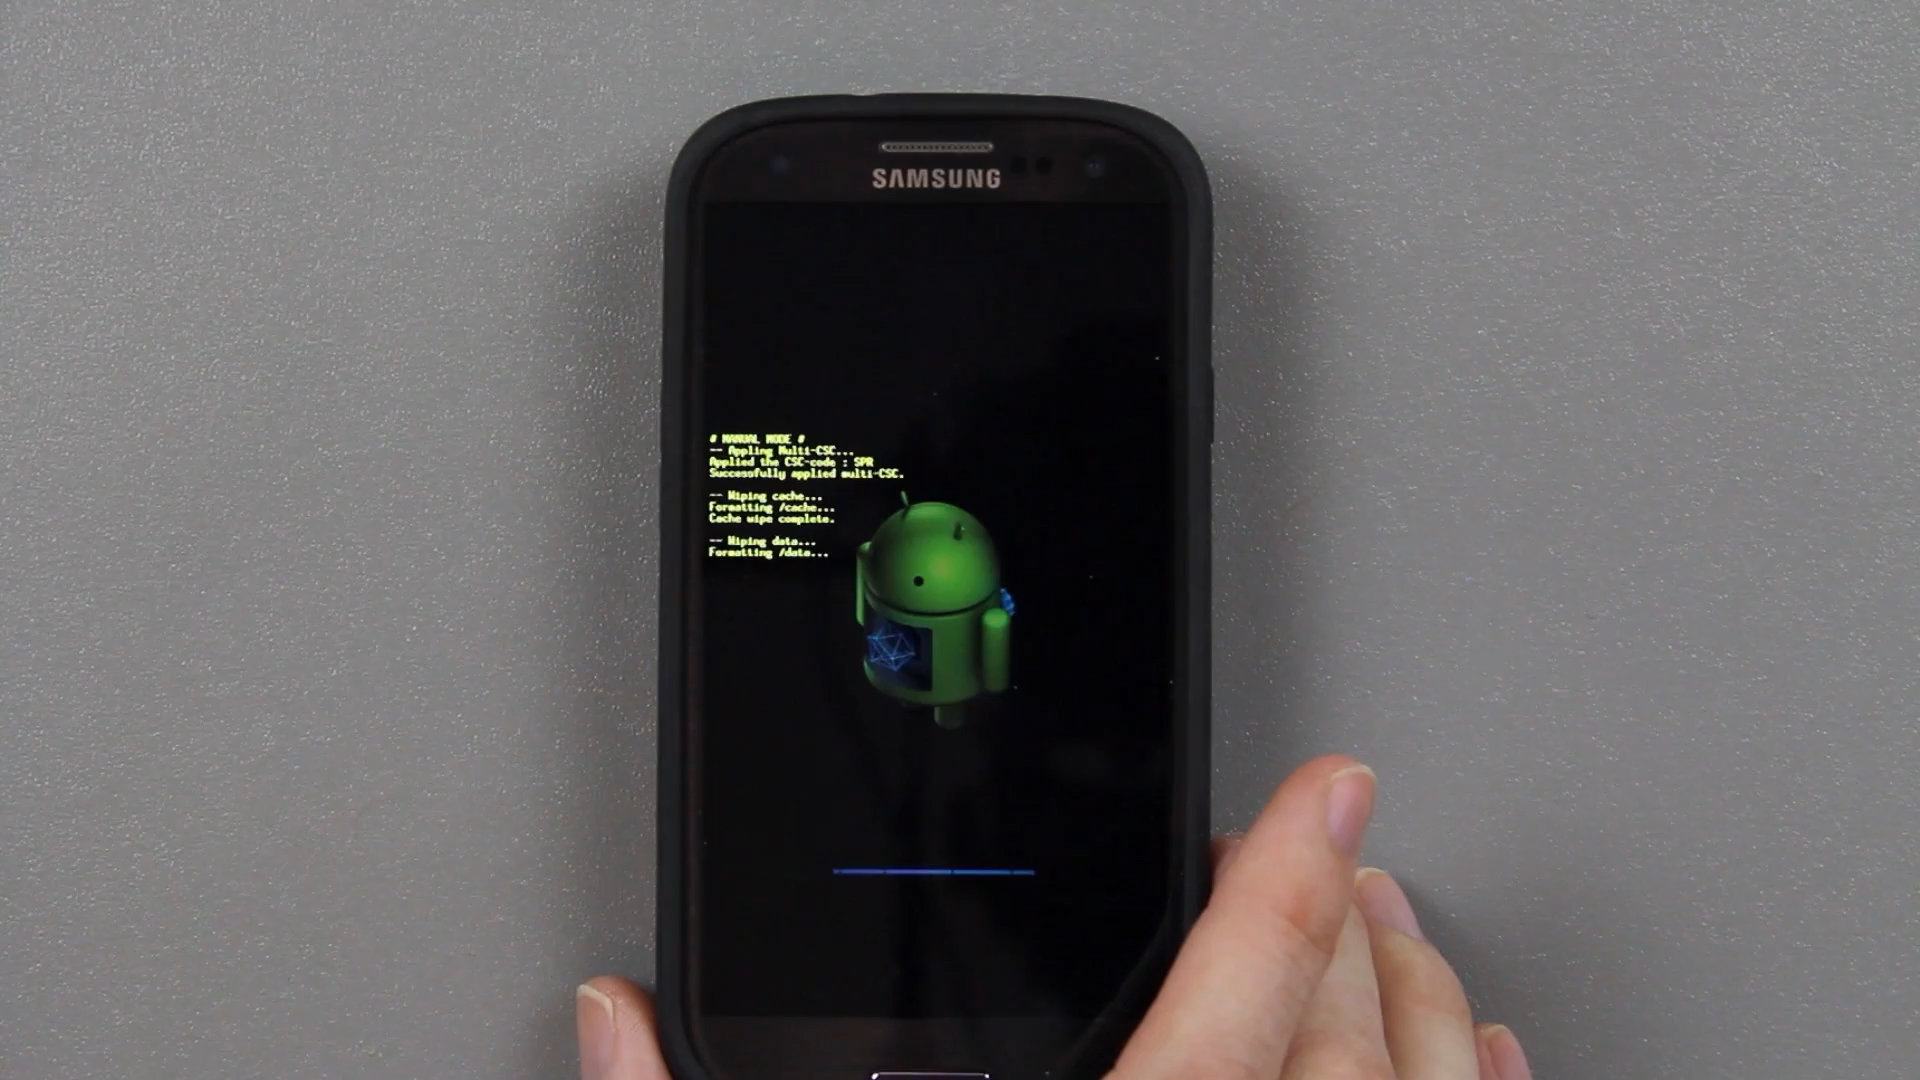 SAMSUNG
# MANUAL MODE #
-- Appling Multi-CSC...
Applied the CSC-code : SPR
Successfully applied multi-CSC.
-- Wiping cache...
Formatting /cache...
Cache wipe complete.
-- Wiping data...
Formatting /data...